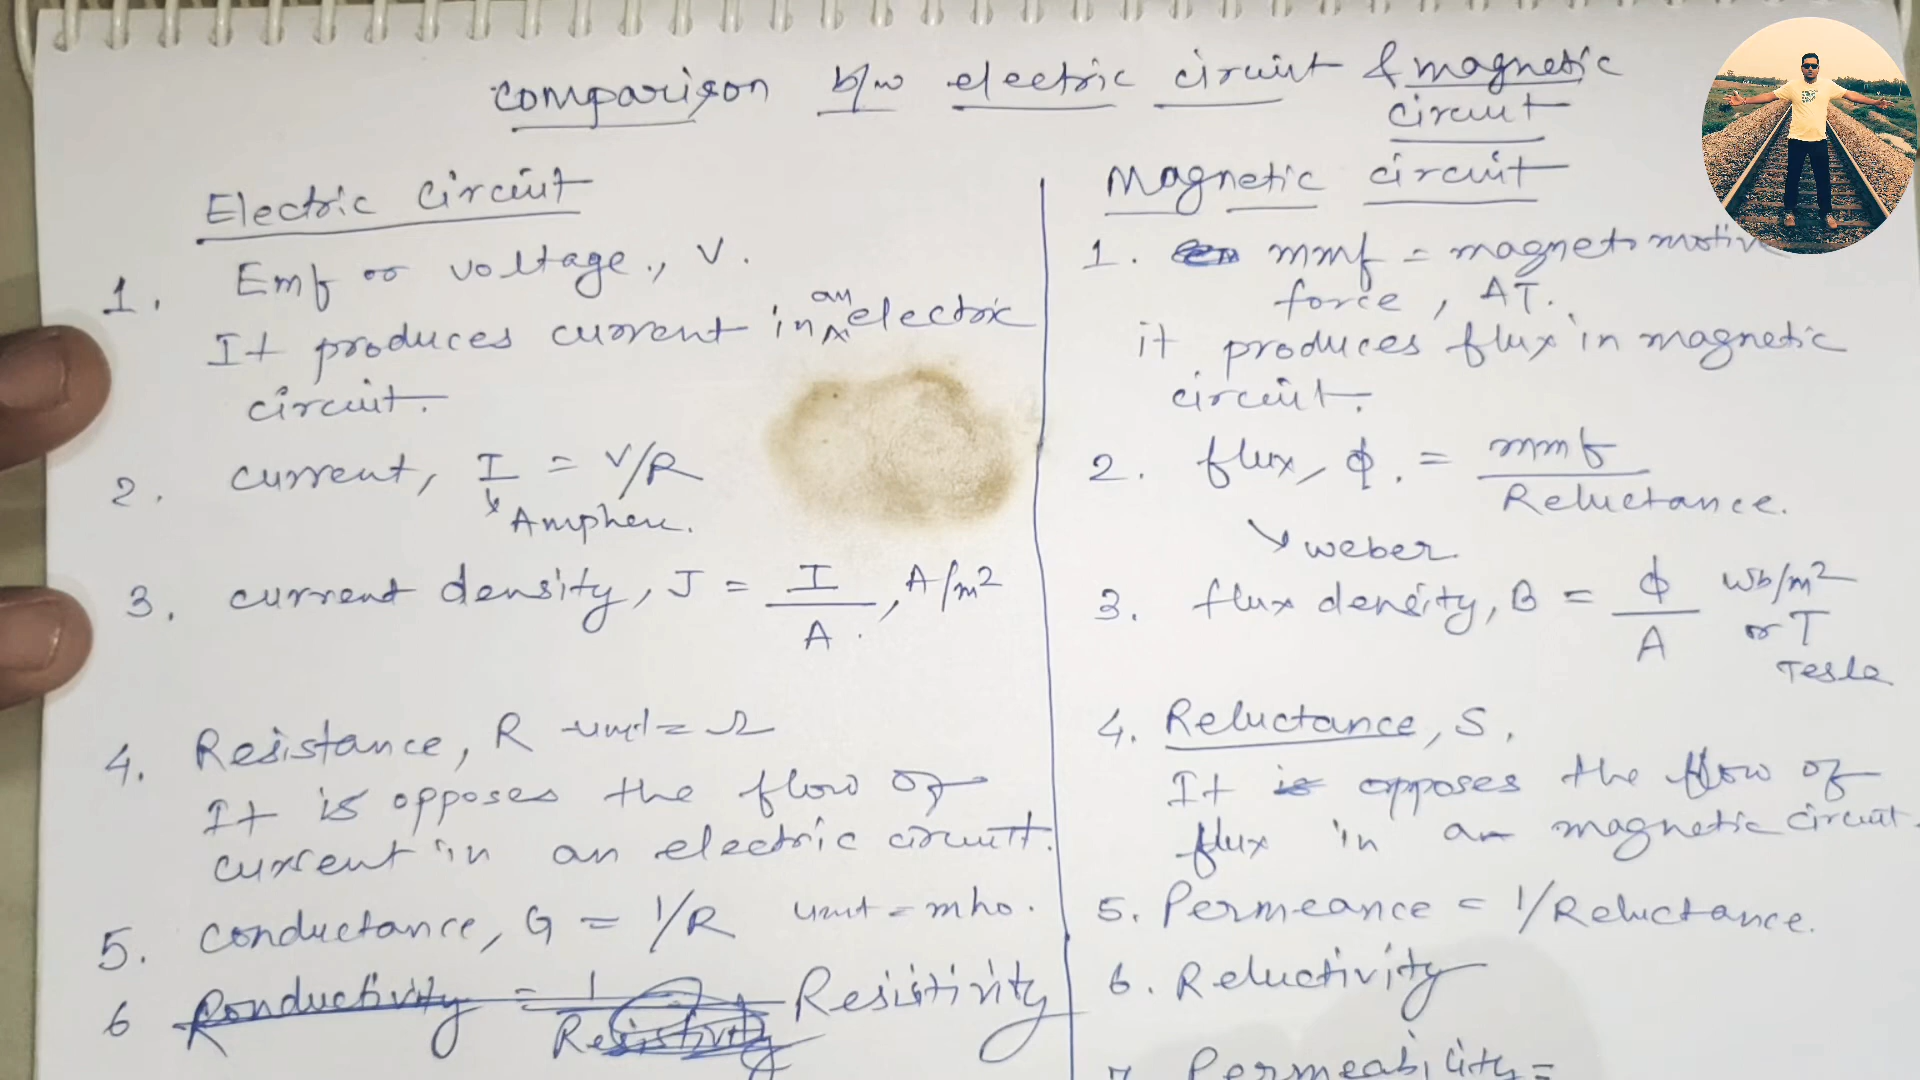 comparison b/w electric circuit & magnetic
circuit
Electric circuit
1. Emf or voltage, V.
It produces current in an electric
circuit.
2. current, I = V/R
Amphere.
3. current density, J = I/A, A/m²
4. Resistance, R unit = Ω
It is opposes the flow of
current in an electric circuit.
5. conductance, G = 1/R unit = mho.
6 Conductivity = 1/Resistivity Resistivity
Magnetic circuit
1. mmf = magneto motive
force, AT.
it produces flux in magnetic
circuit.
2. flux, ϕ. = mmf/Reluctance.
weber
3. flux density, B = ϕ/A Wb/m²
or T
Tesla
4. Reluctance, S.
It is opposes the flow of
flux in a magnetic circuit.
5. Permeance = 1/Reluctance.
6. Reluctivity
7. Permeability =